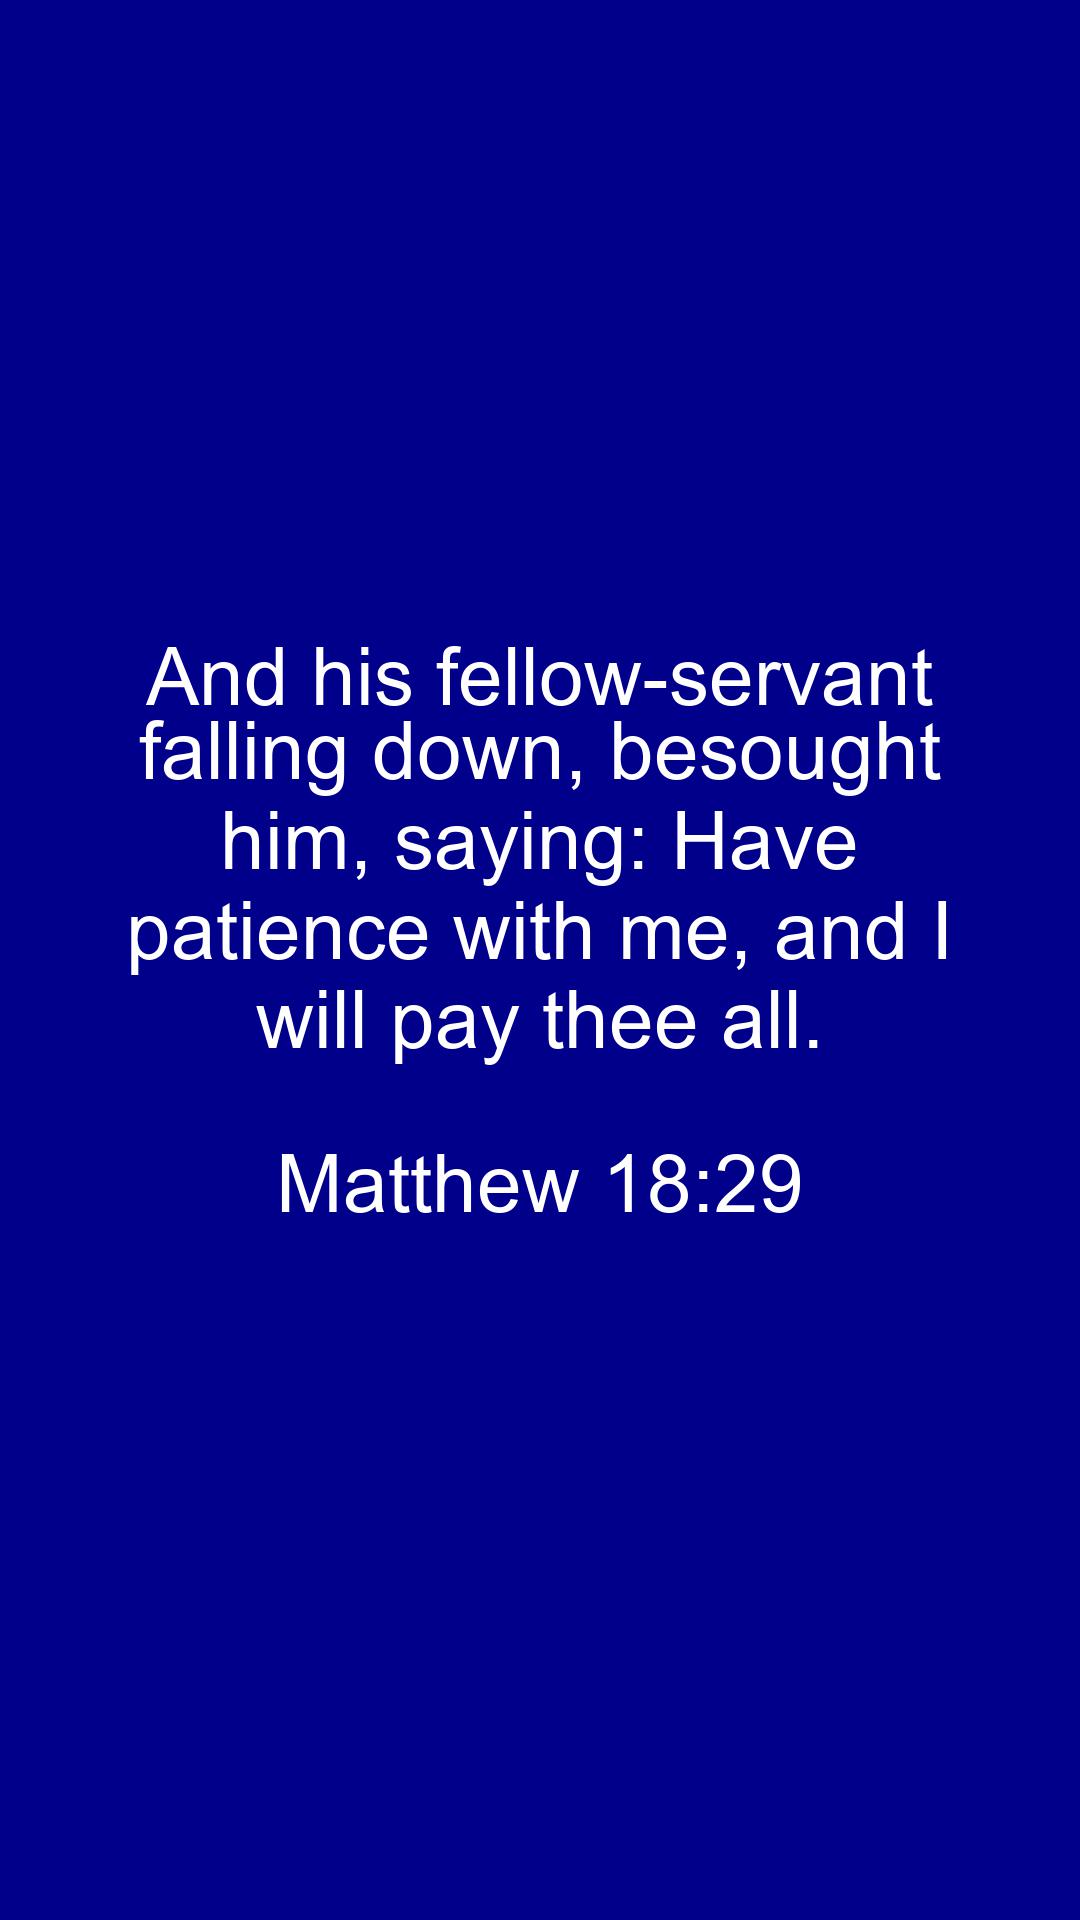 And his fellow-servant
falling down, besought
him, saying: Have
patience with me, and I
will pay thee all.
Matthew 18:29